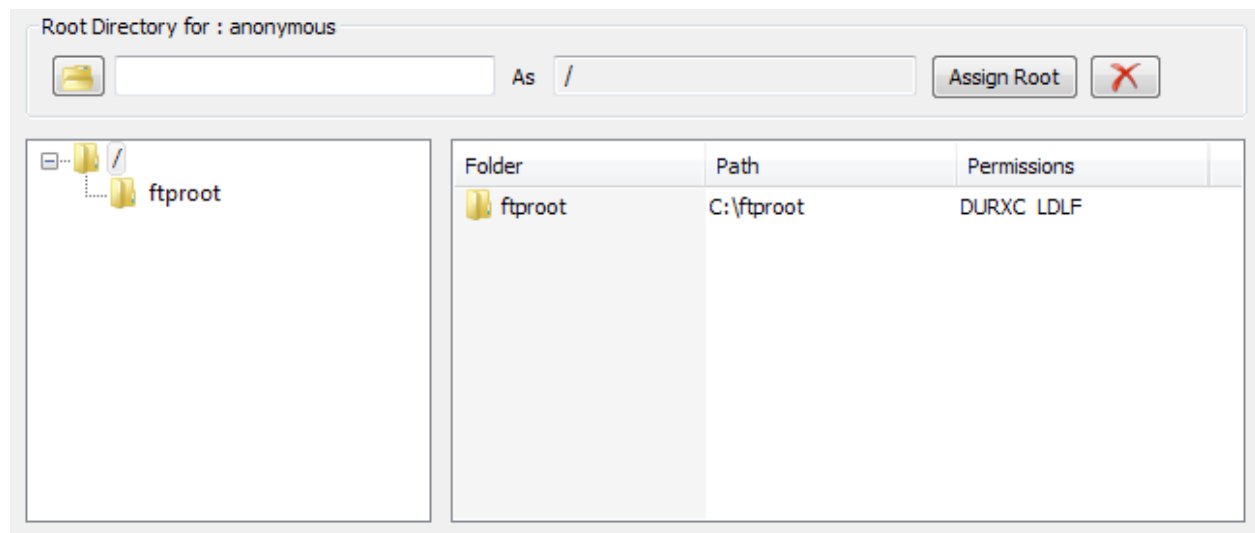 Root Directory for : anonymous
As / Assign Root
/
ftproot
Folder Path Permissions
ftproot C:\ftproot DURXC LDLF